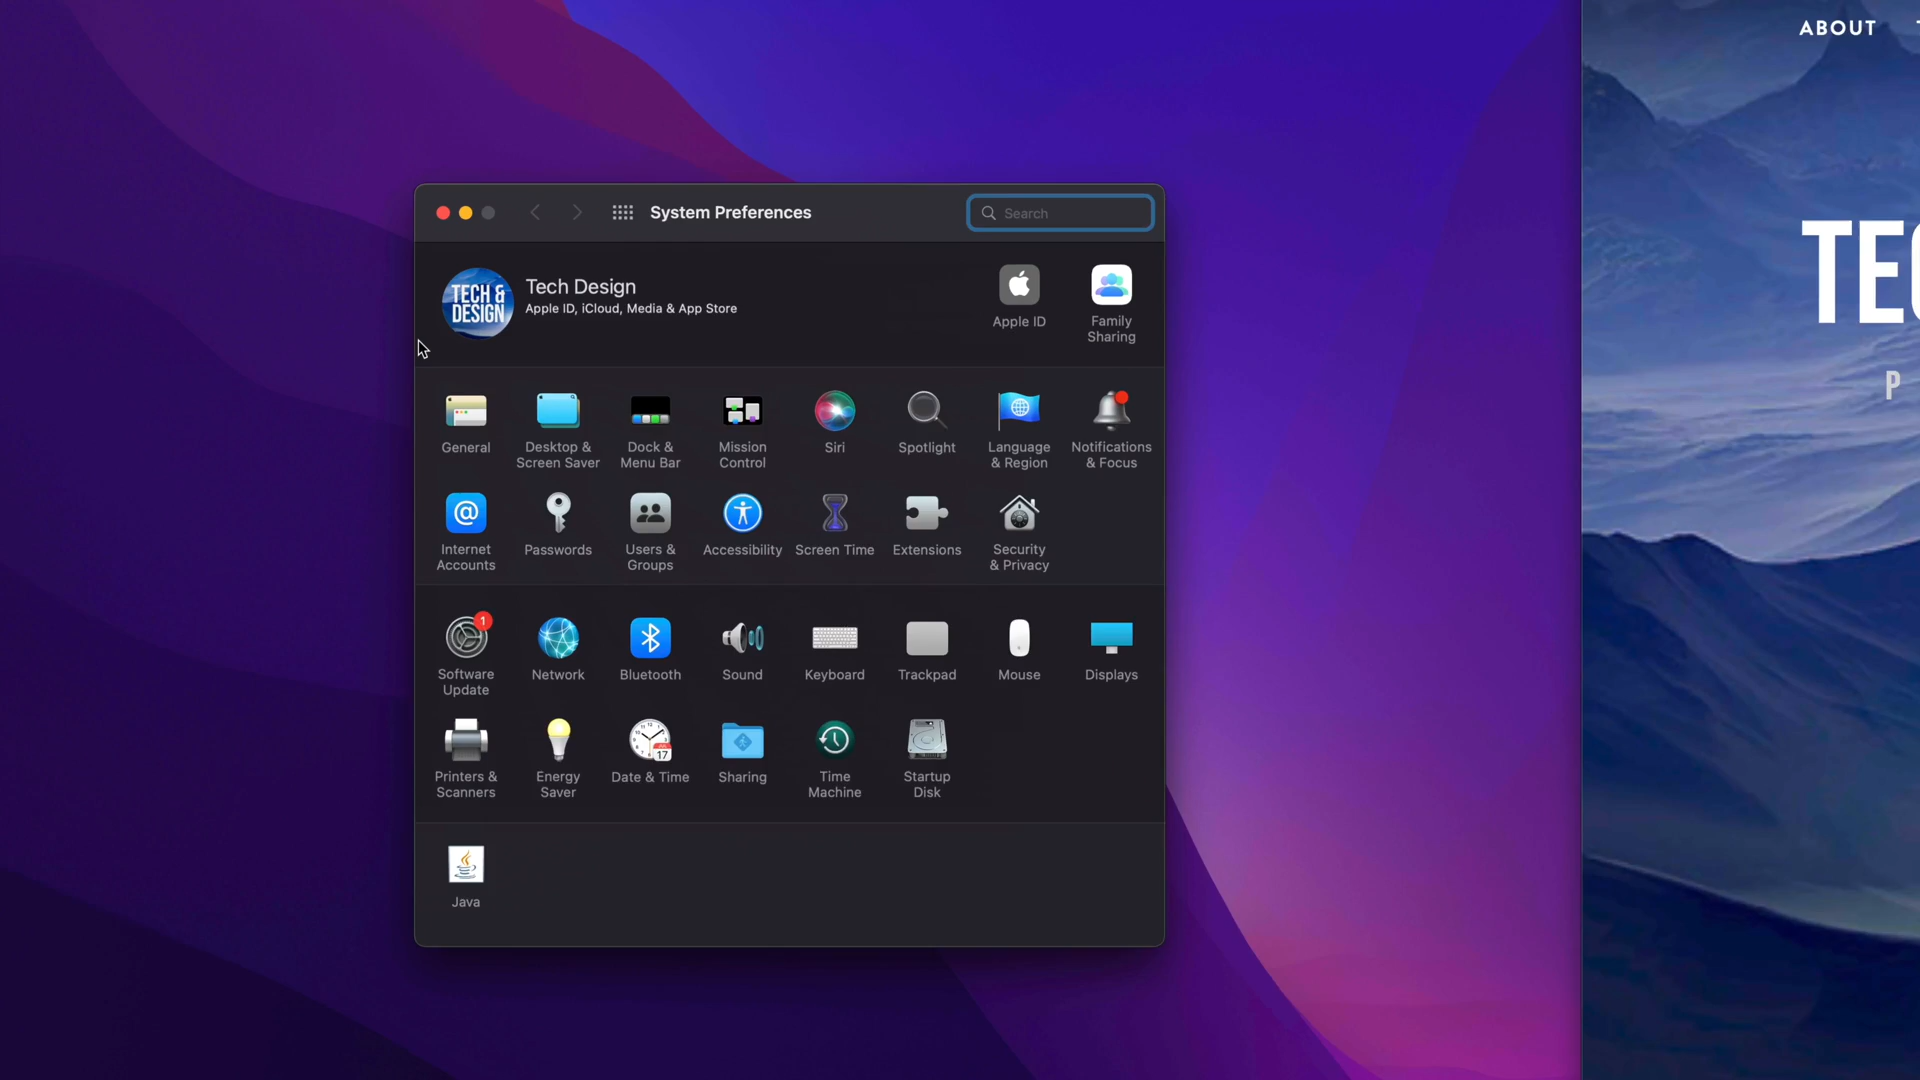 ABOUT
System Preferences
Search
TECH &
DESIGN
Tech Design
Apple ID, iCloud, Media & App Store
Apple ID
Family
Sharing
TEC
P
General
Desktop &
Screen Saver
Dock &
Menu Bar
Mission
Control
Siri
Spotlight
Language
& Region
Notifications
& Focus
@
Internet
Accounts
Passwords
Users &
Groups
Accessibility
Screen Time
Extensions
Security
& Privacy
1
Software
Update
Network
Bluetooth
Sound
Keyboard
Trackpad
Mouse
Displays
17
Printers &
Scanners
Energy
Saver
Date & Time
Sharing
Time
Machine
Startup
Disk
Java